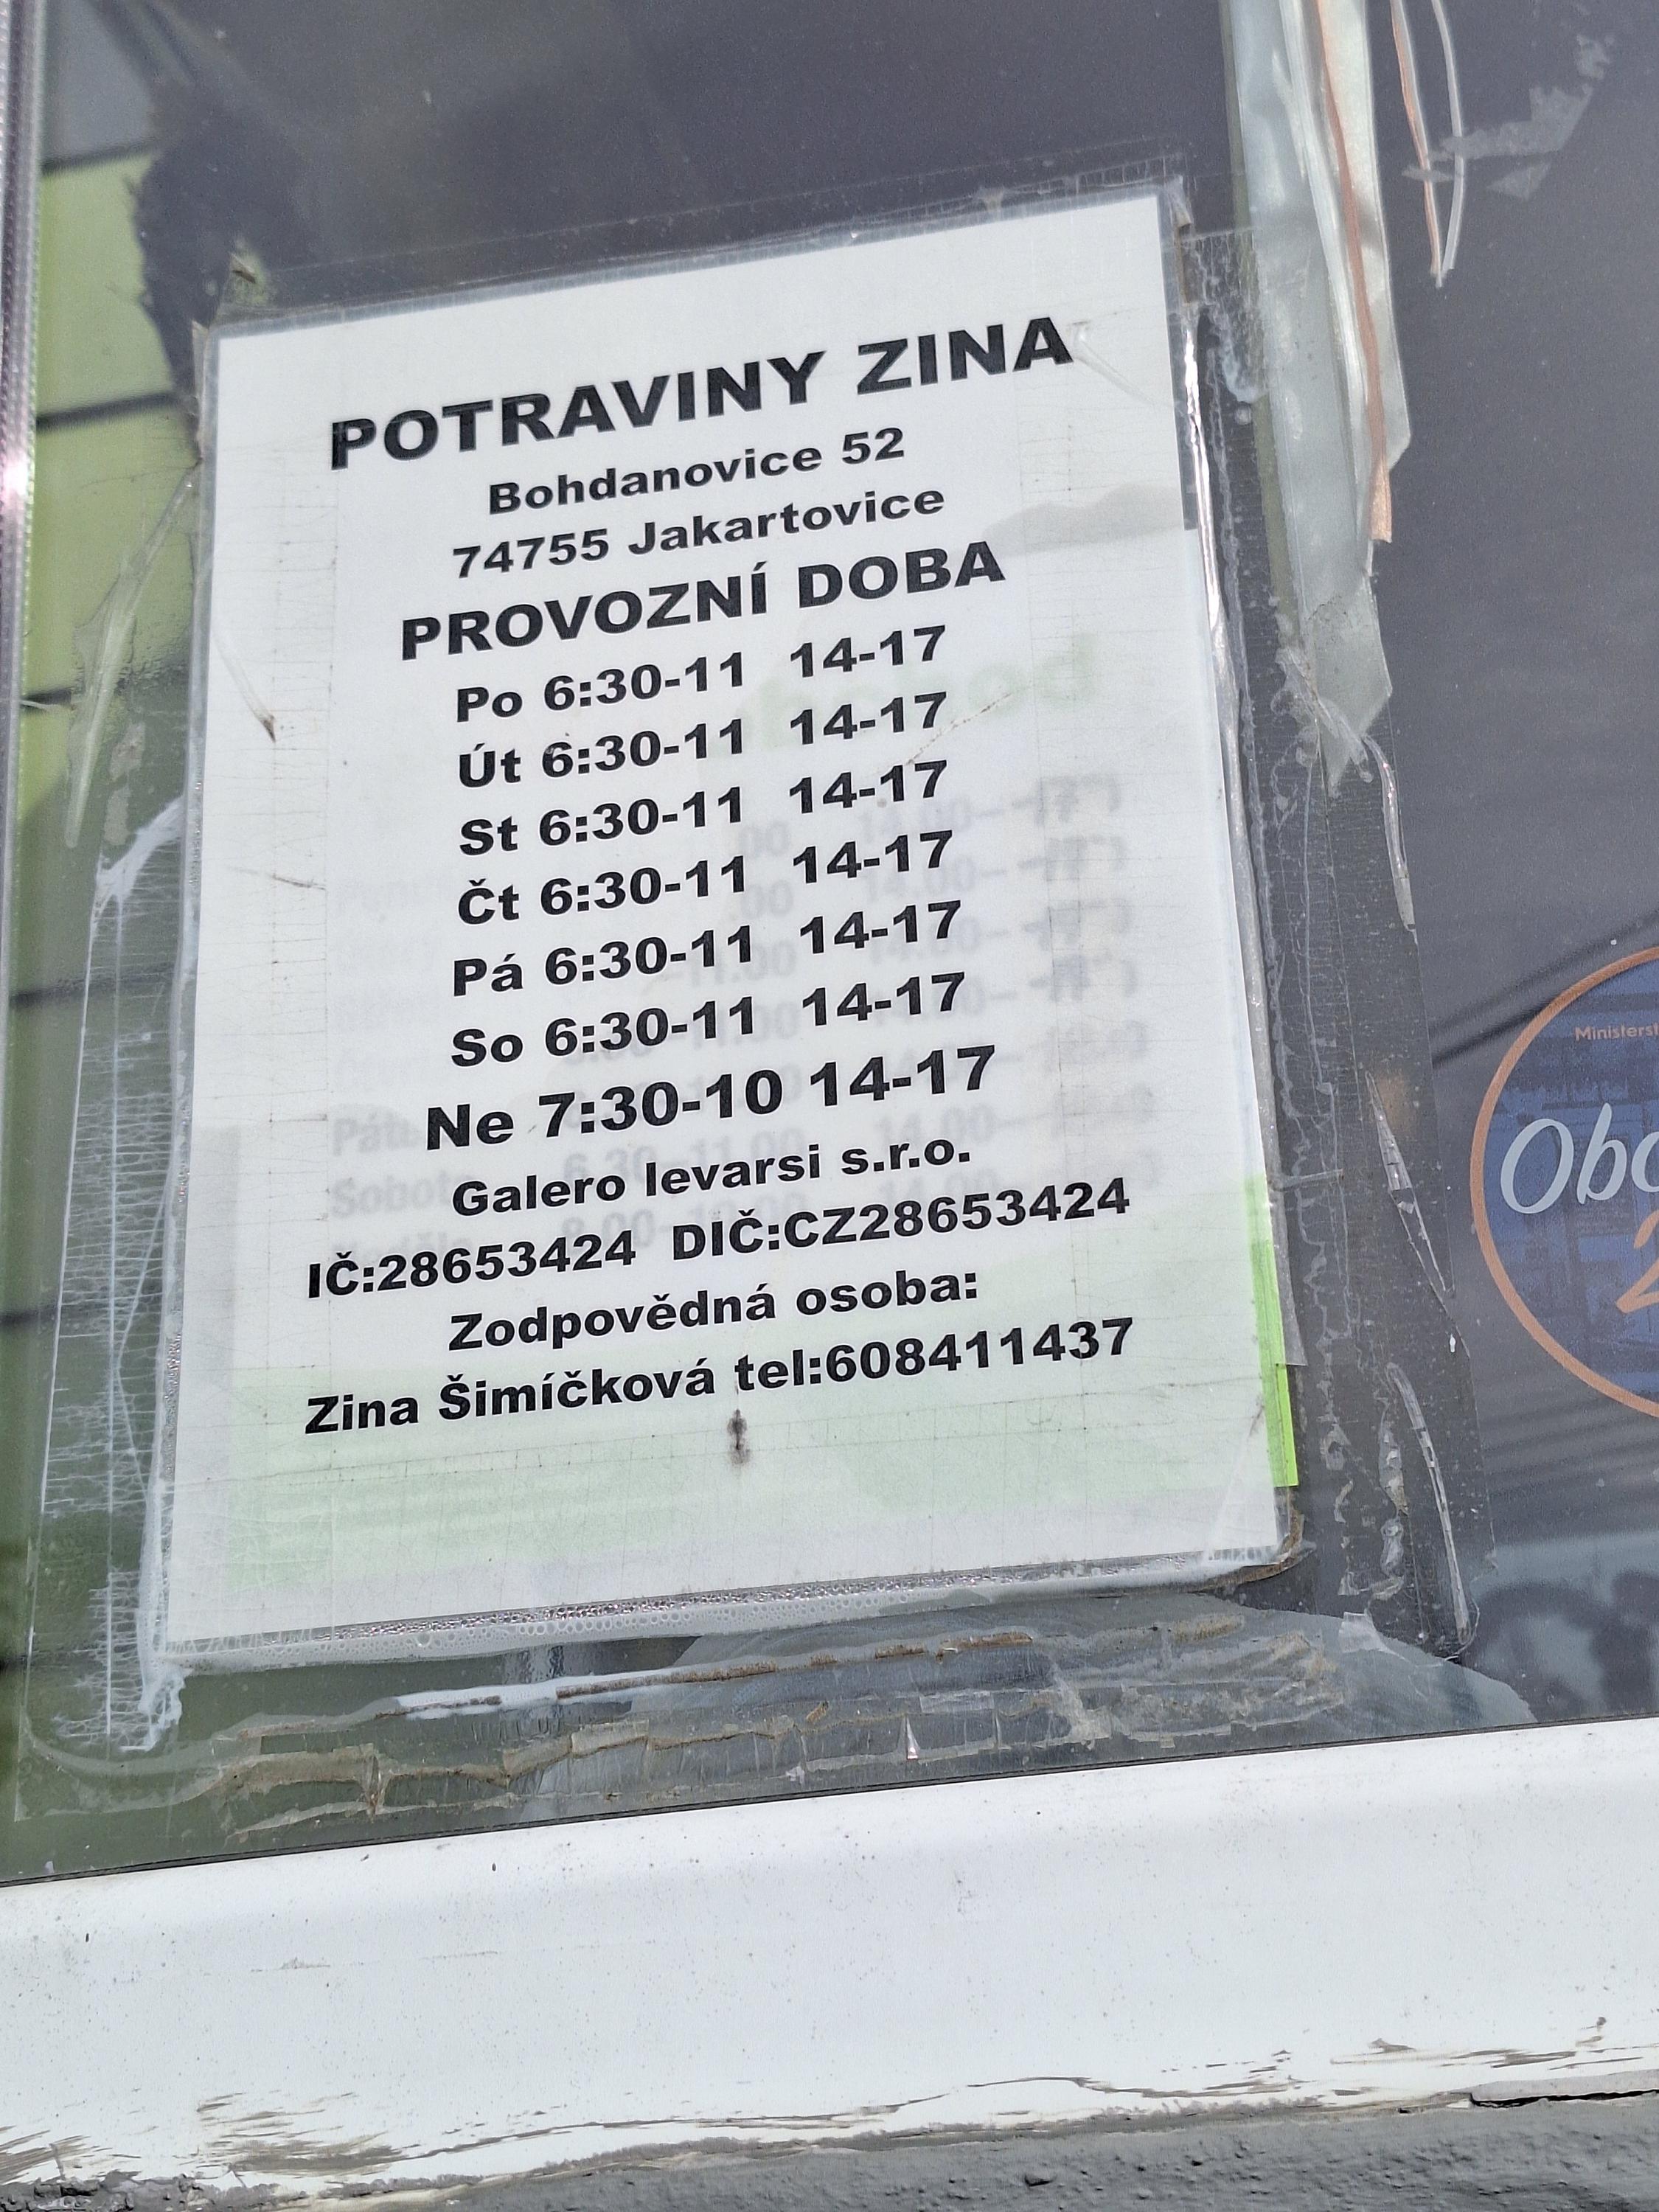 POTRAVINY ZINA
Bohdanovice 52
74755 Jakartovice
PROVOZNÍ DOBA
Po 6:30-11 14-17
Út 6:30-11 14-17
St 6:30-11 14-17
Čt 6:30-11 14-17
Pá 6:30-11 14-17
So 6:30-11 14-17
Ne 7:30-10 14-17
Galero levarsi s.r.o.
IČ:28653424 DIČ:CZ28653424
Zodpovědná osoba:
Zina Šimíčková tel:608411437